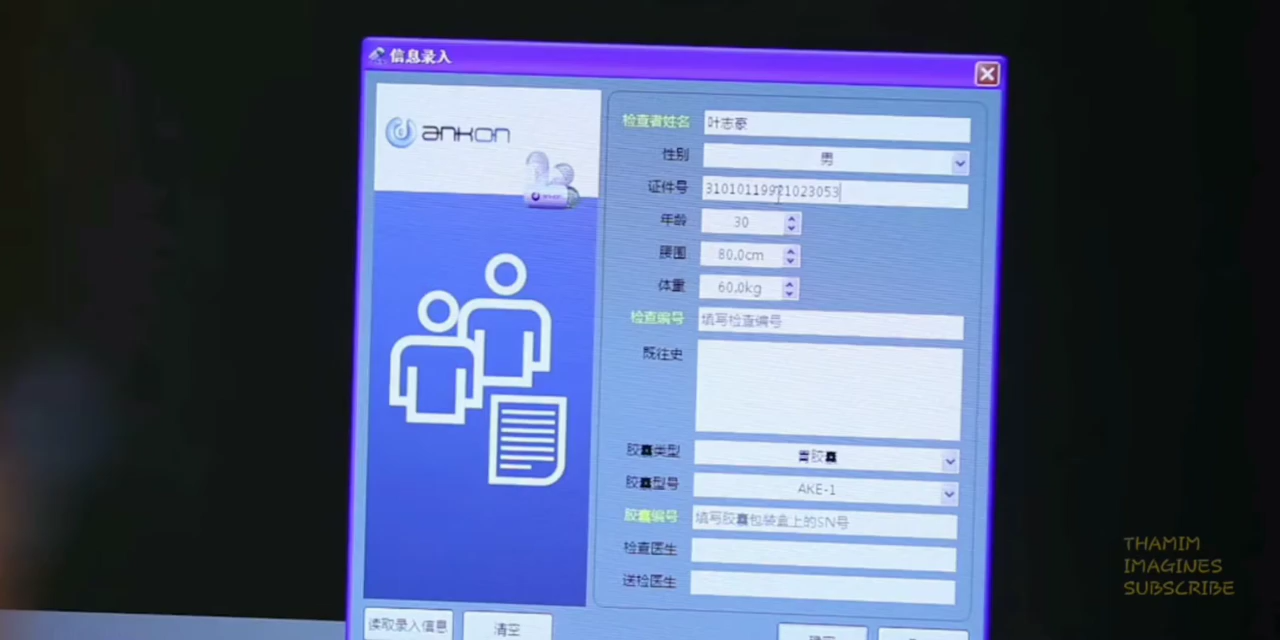 信息录入
ankon
检查者姓名 叶志豪
性别 男
证件号 31010119921023053
年龄 30
腰围 80.0cm
体重 60.0kg
检查编号 填写检查编号
既往史
胶囊类型 胃胶囊
胶囊型号 AKE-1
胶囊编号 填写胶囊包装盒上的SN号
检查医生
送检医生
读取录入信息 清空
THAMIM
IMAGINES
SUBSCRIBE